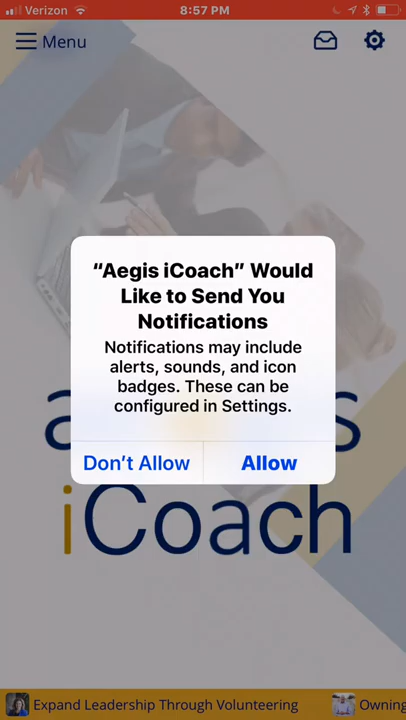 Verizon
8:57 PM
Menu
“Aegis iCoach” Would
Like to Send You
Notifications
Notifications may include
alerts, sounds, and icon
badges. These can be
configured in Settings.
Don’t Allow
Allow
a s
iCoach
Expand Leadership Through Volunteering
Owning